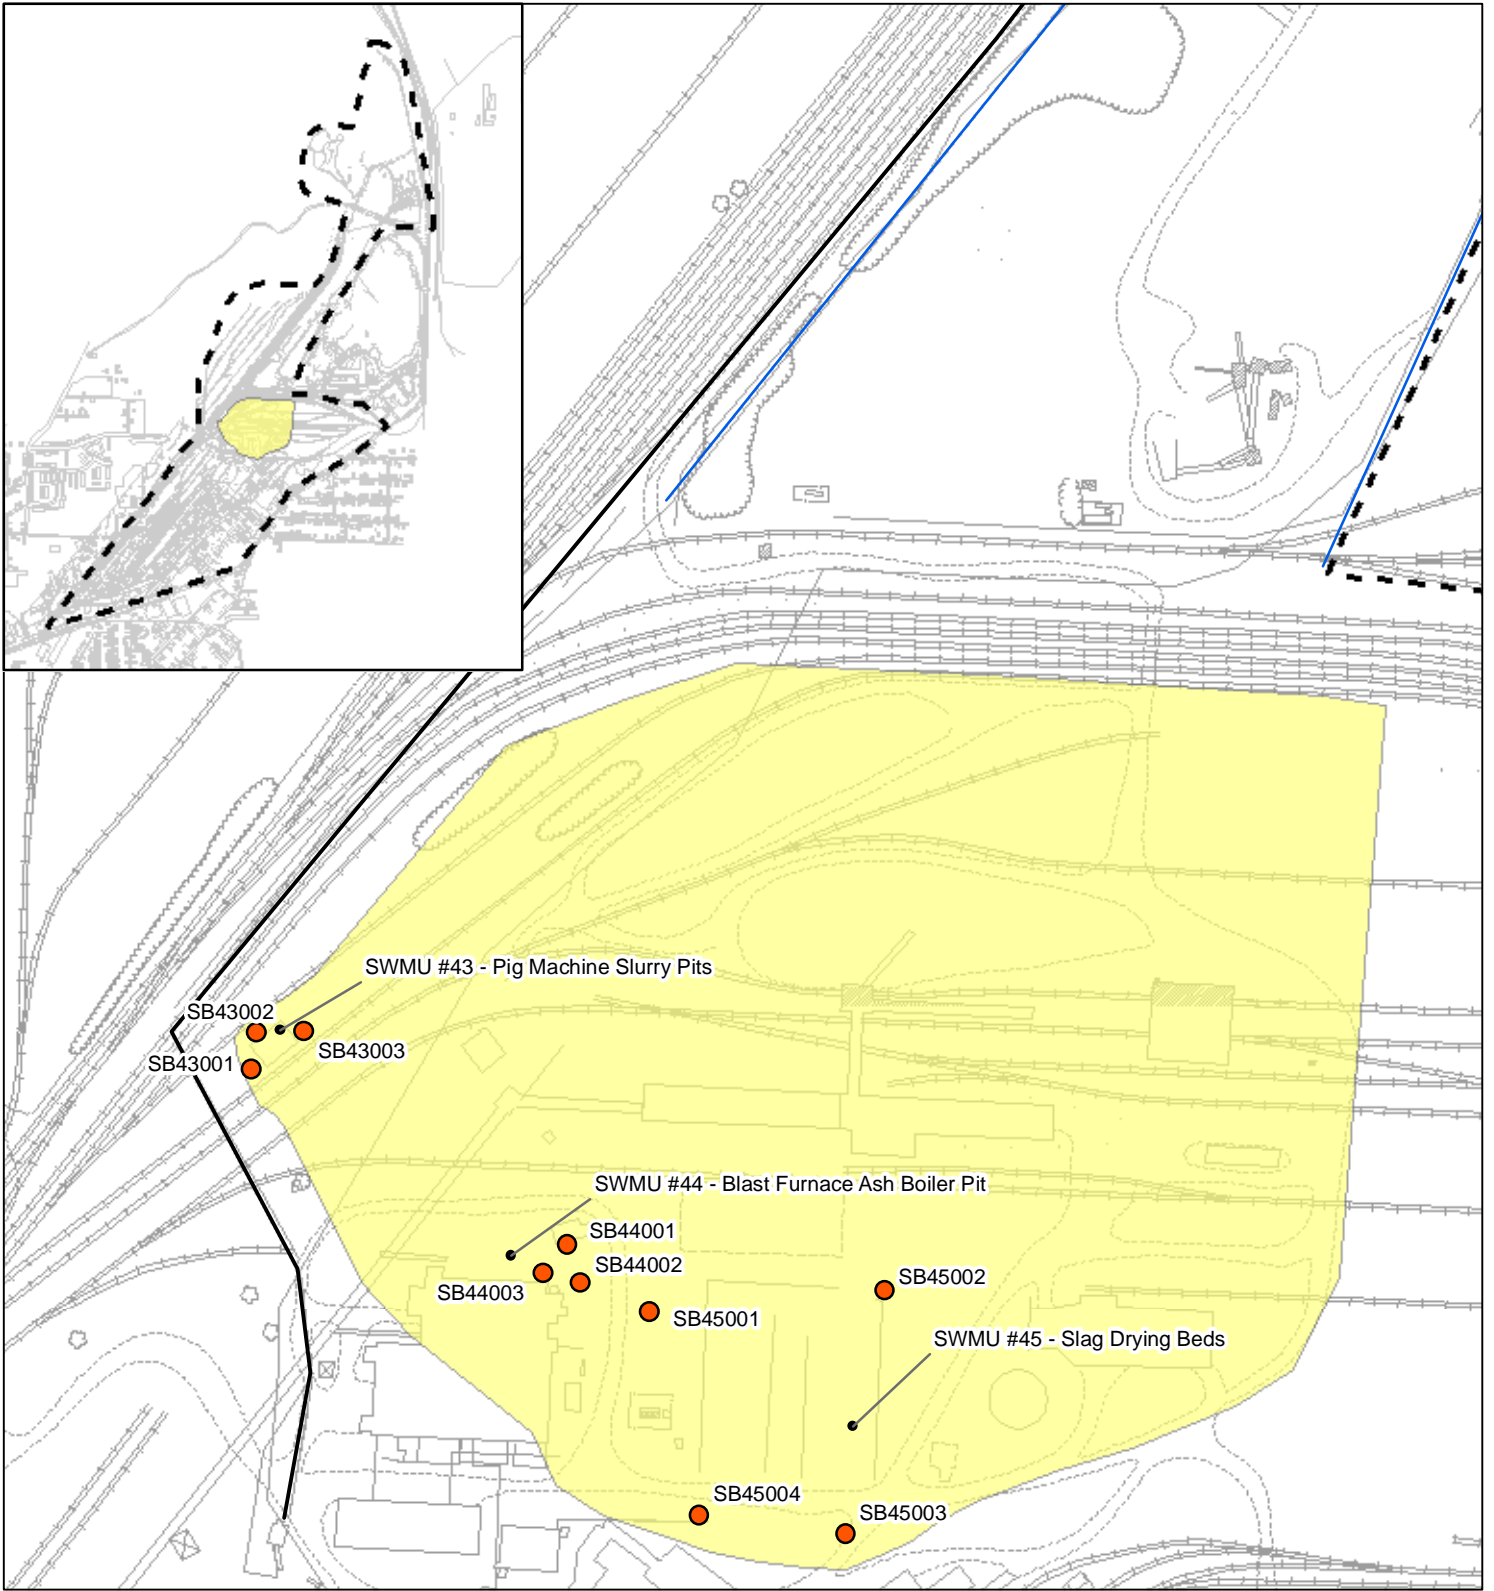 SWMU #43 - Pig Machine Slurry Pits
SB43002
SB43003
SB43001
SWMU #44 - Blast Furnace Ash Boiler Pit
SB44001
SB44002
SB44003
SB45002
SB45001
SWMU #45 - Slag Drying Beds
SB45004
SB45003